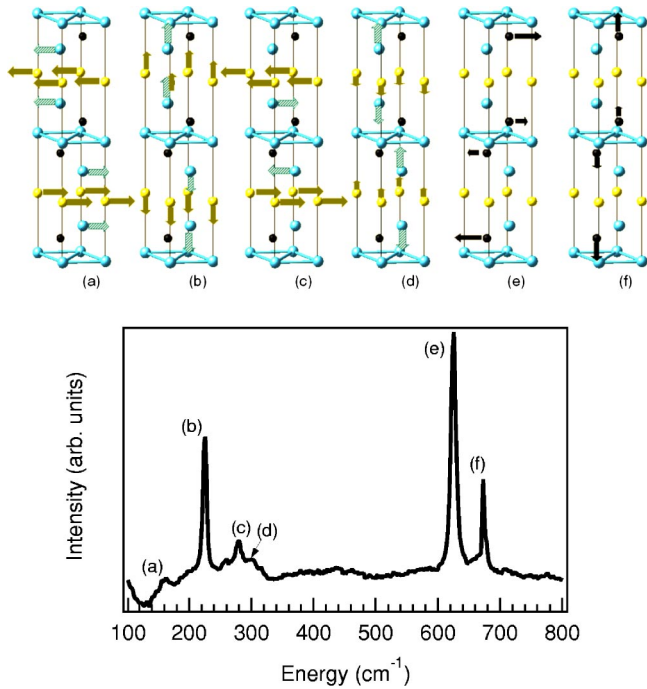 (a) (b) (c) (d) (e) (f)
(e)
(b)
(f)
(c)
(d)
(a)
Intensity (arb. units)
100 200 300 400 500 600 700 800
Energy (cm⁻¹)